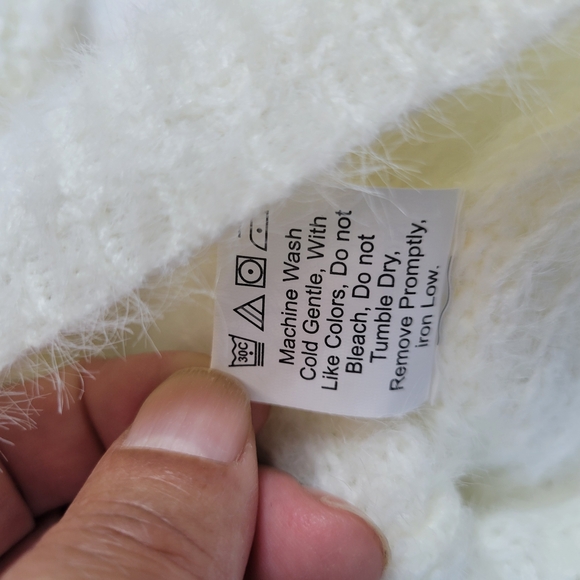 30C
Machine Wash
Cold Gentle, With
Like Colors, Do not
Bleach, Do not
Tumble Dry,
Remove Promptly,
iron Low.